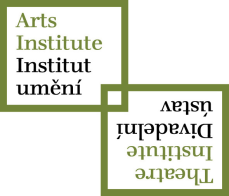 Arts
Institute
Institut
umění
Theatre
Institute
Divadelní
ústav